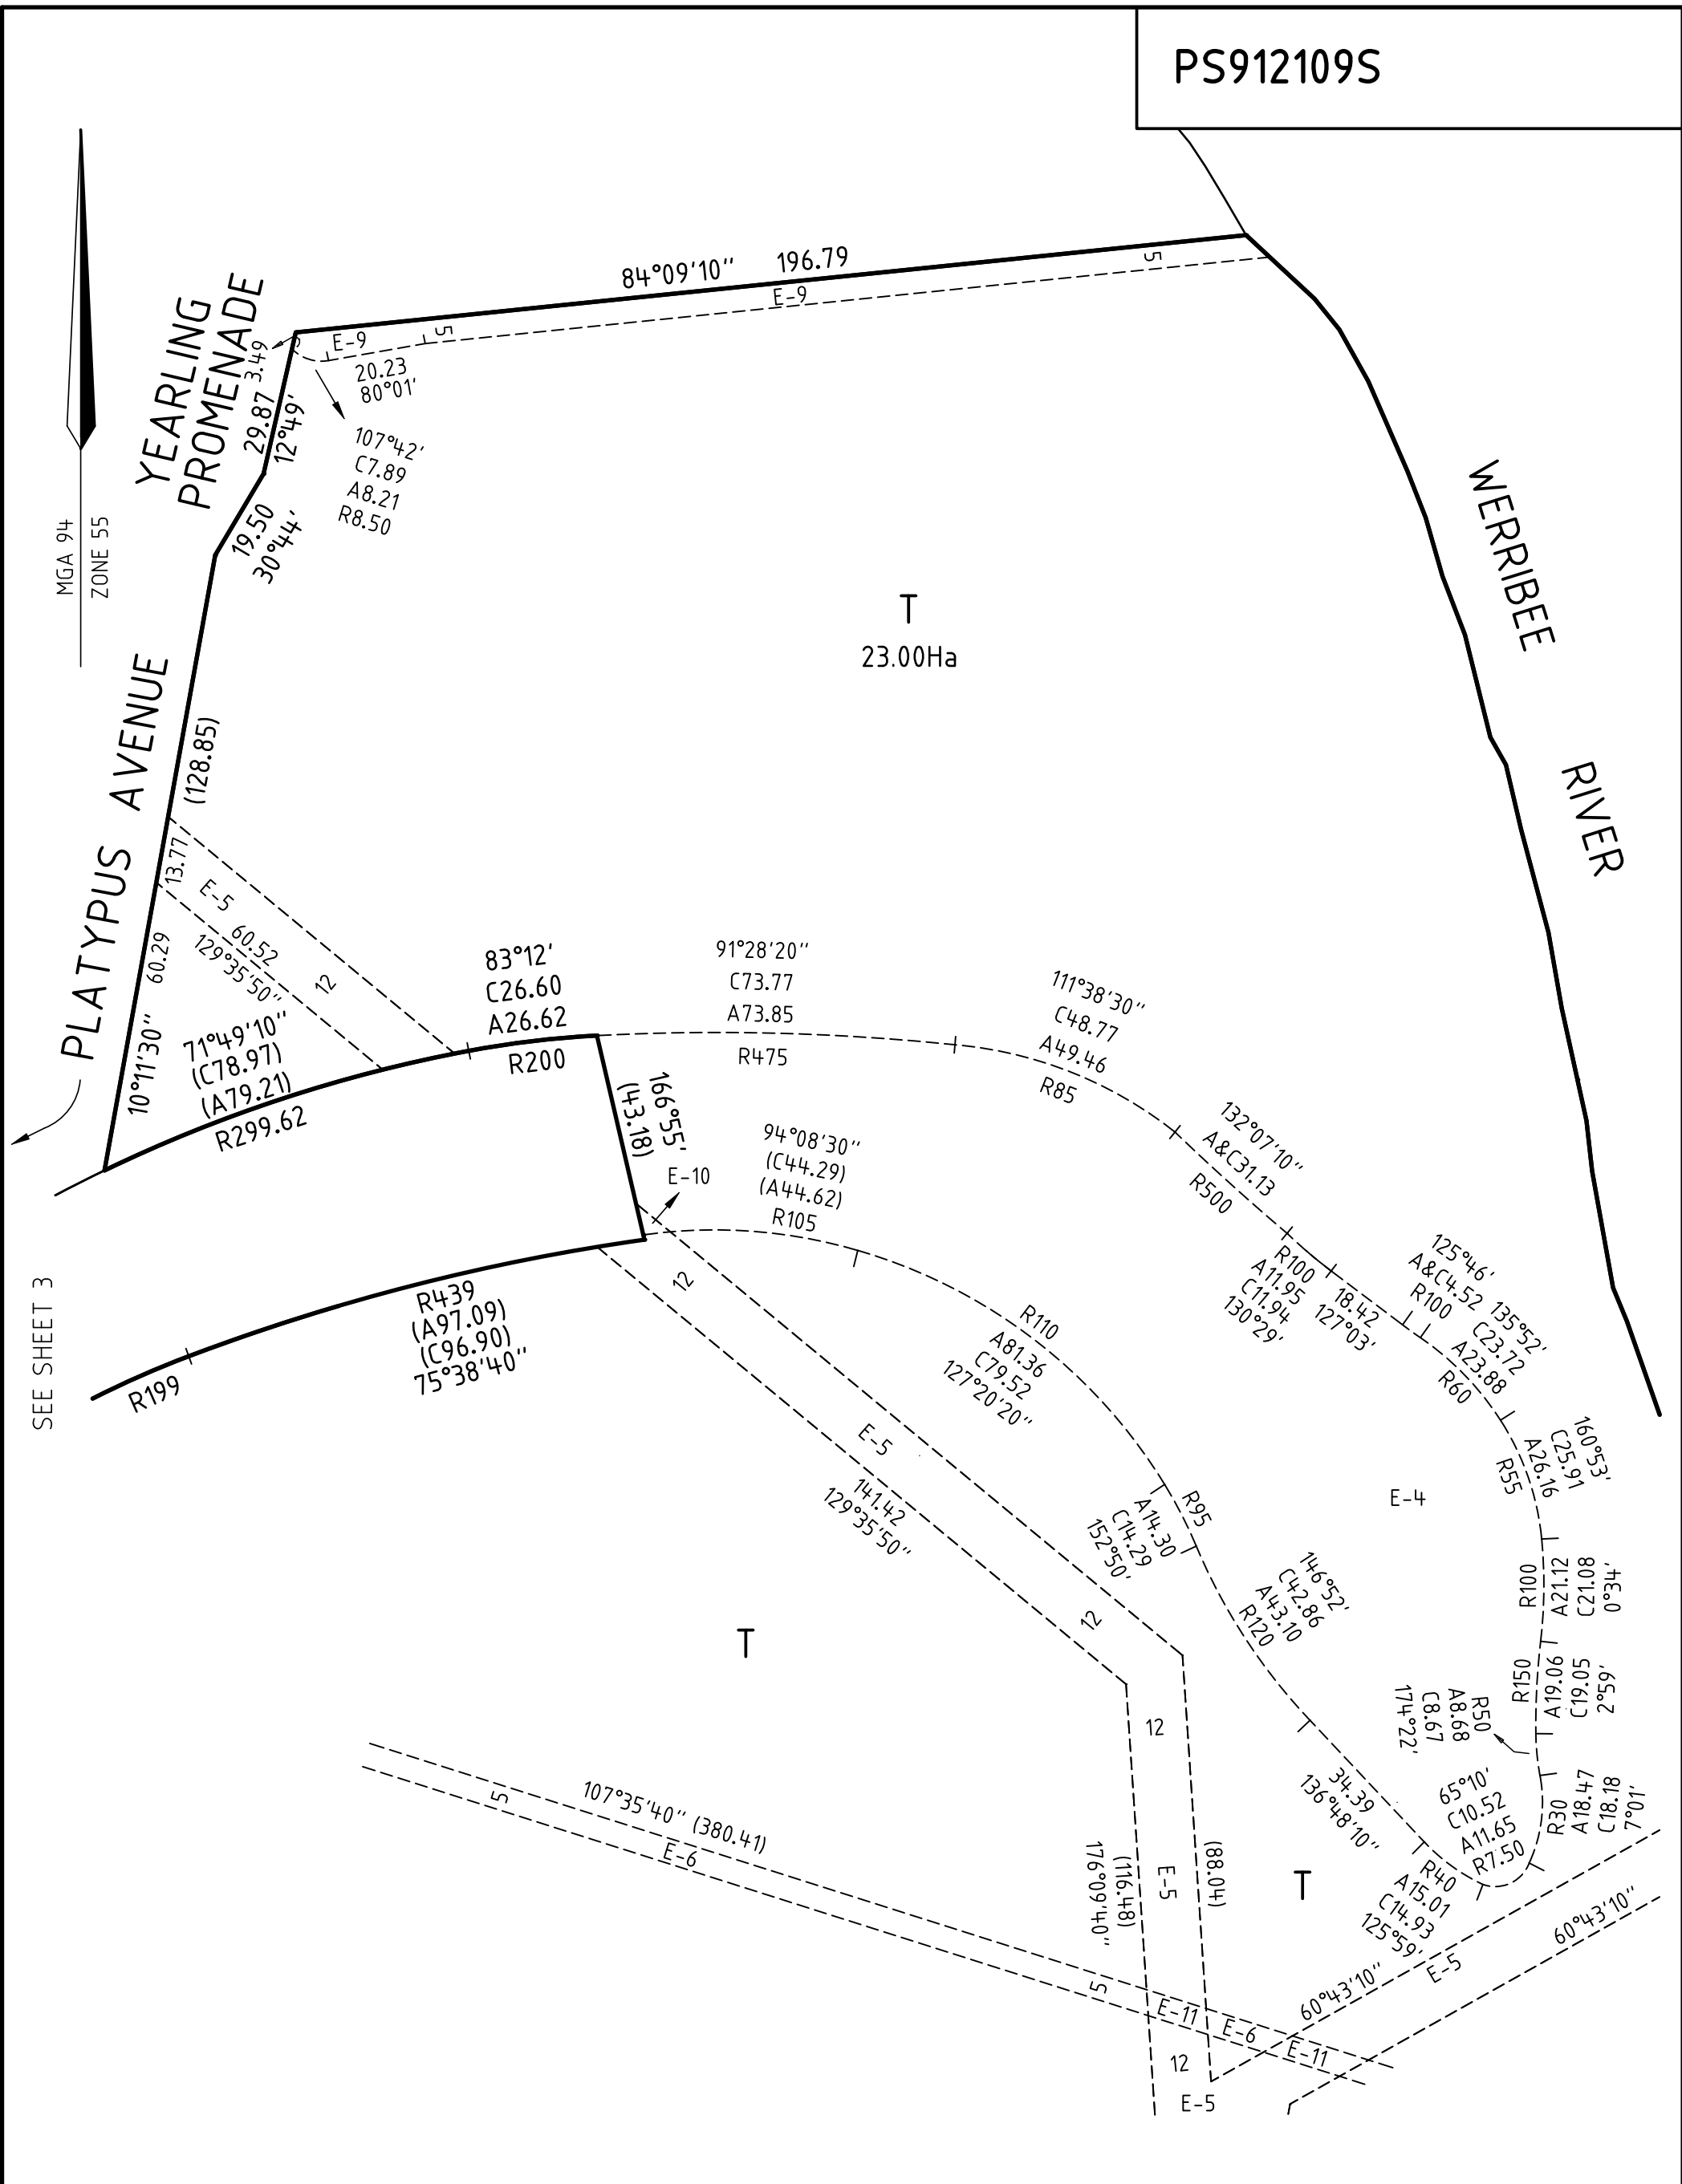 PS912109S
MGA 94
ZONE 55
YEARLING
PROMENADE
84°09'10'' 196.79
E-9
5
E-9
5
3.49
29.87
12°49'
20.23
80°01'
107°42'
C7.89
A8.21
R8.50
19.50
30°44'
WERRIBEE
RIVER
T
23.00Ha
PLATYPUS AVENUE
(128.85)
13.77
60.29
10°11'30''
E-5
60.52
129°35'50''
12
71°49'10''
(C78.97)
(A79.21)
R299.62
83°12'
C26.60
A26.62
R200
91°28'20''
C73.77
A73.85
R475
111°38'30''
C48.77
A49.46
R85
166°55'
(43.18)
E-10
94°08'30''
(C44.29)
(A44.62)
R105
132°07'10''
A&C31.13
R500
R100
A11.95
C11.94
130°29'
18.42
127°03'
125°46'
A&C4.52
R100
135°52'
C23.72
A23.88
R60
SEE SHEET 3
R199
R439
(A97.09)
(C96.90)
75°38'40''
12
R110
A81.36
C79.52
127°20'20''
160°53'
C25.91
A26.16
R55
E-5
141.42
129°35'50''
E-4
R95
A14.30
C14.29
152°50'
146°52'
C42.86
A43.10
R120
R100
A21.12
C21.08
0°34'
12
T
12
R150
A19.06
C19.05
2°59'
R50
A8.68
C8.67
174°22'
R30
A18.47
C18.18
7°01'
34.39
136°48'10''
65°10'
C10.52
A11.65
R7.50
R40
A15.01
C14.93
125°59'
107°35'40'' (380.41)
5
E-6
(88.04)
E-5
(116.48)
176°09'40''
T
60°43'10''
E-5
60°43'10''
5
E-11
E-6
E-11
12
E-5